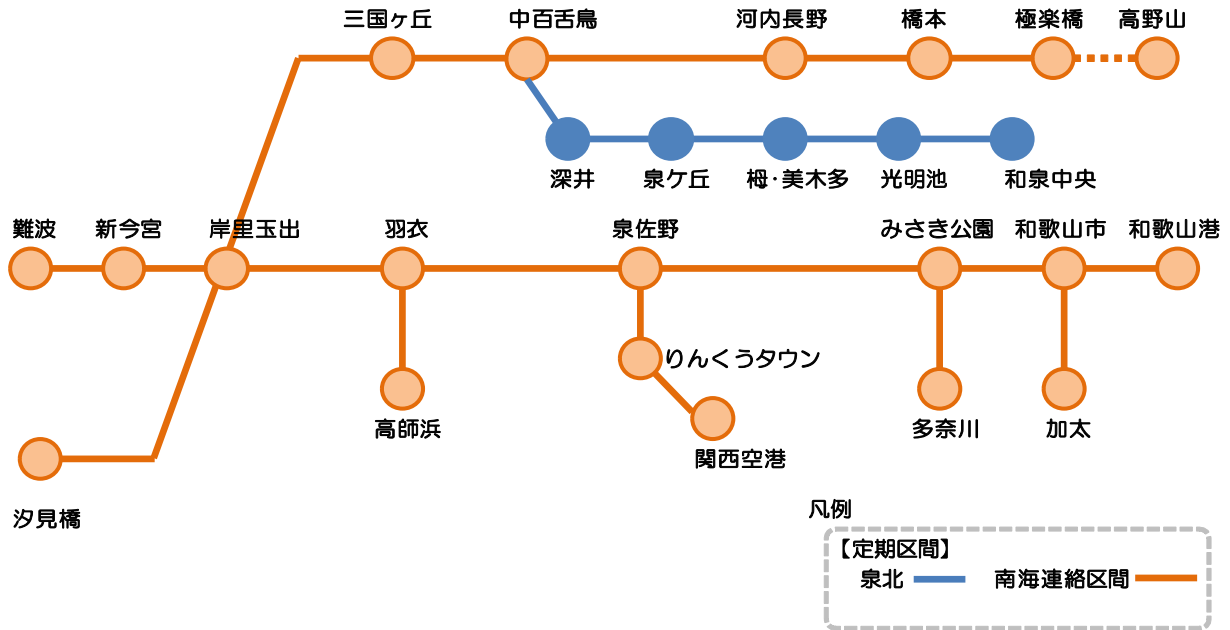 三国ヶ丘
中百舌鳥
河内長野
橋本
極楽橋
高野山
深井
泉ケ丘
栂・美木多
光明池
和泉中央
難波
新今宮
岸里玉出
羽衣
泉佐野
みさき公園
和歌山市
和歌山港
りんくうタウン
高師浜
多奈川
加太
関西空港
汐見橋
凡例
【定期区間】
泉北
南海連絡区間